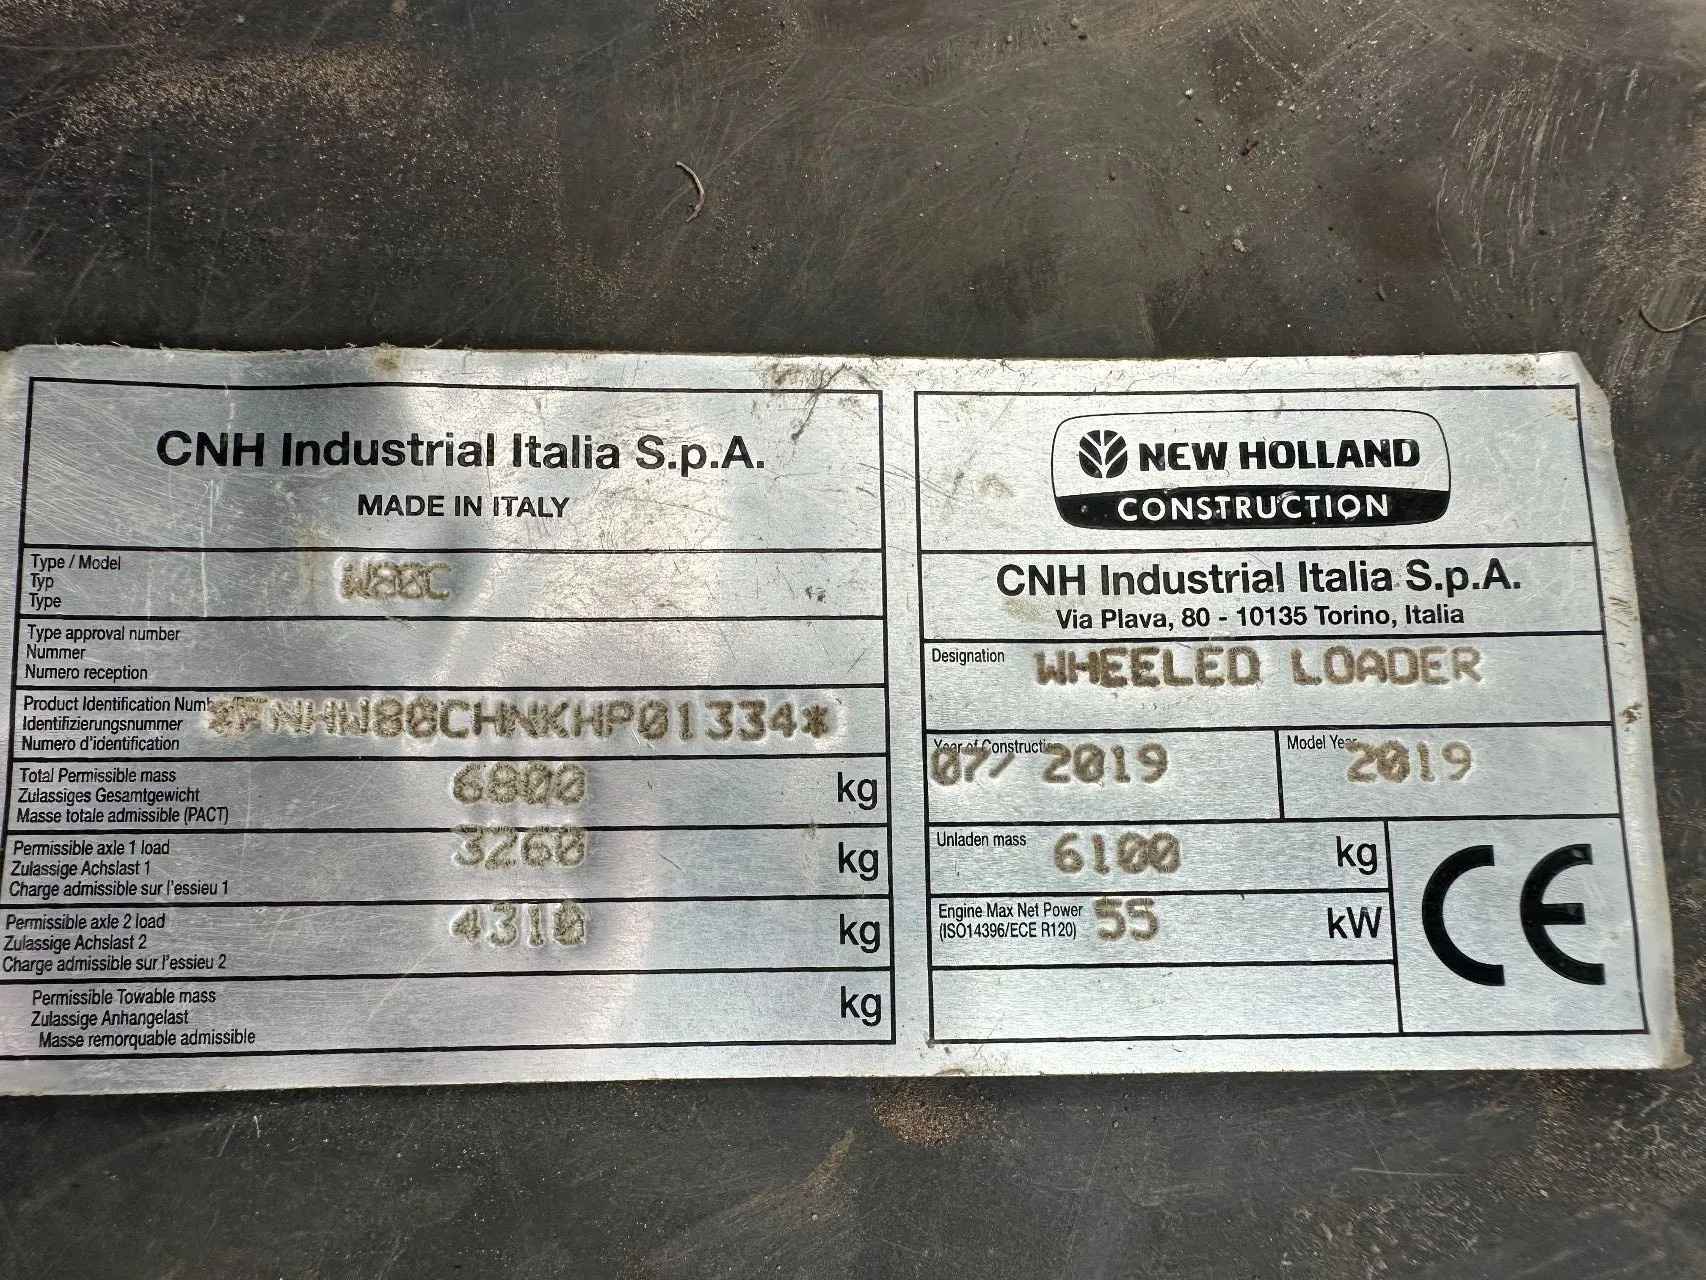 CNH Industrial Italia S.p.A.
MADE IN ITALY
Type / Model
Typ
Type
W80C
Type approval number
Nummer
Numero reception
Product Identification Numb
Identifizierungsnummer
Numero d'identification
*FNHW80CHNKHP01334*
Total Permissible mass
Zulassiges Gesamtgewicht
Masse totale admissible (PACT)
6800 kg
Permissible axle 1 load
Zulassige Achslast 1
Charge admissible sur l'essieu 1
3260 kg
Permissible axle 2 load
Zulassige Achslast 2
Charge admissible sur l'essieu 2
4310 kg
Permissible Towable mass
Zulassige Anhangelast
Masse remorquable admissible
kg
NEW HOLLAND
CONSTRUCTION
CNH Industrial Italia S.p.A.
Via Plava, 80 - 10135 Torino, Italia
Designation WHEELED LOADER
Year of Constructi
07/ 2019
Model Year
2019
Unladen mass 6100 kg
Engine Max Net Power
(ISO14396/ECE R120)
55 kW
CE